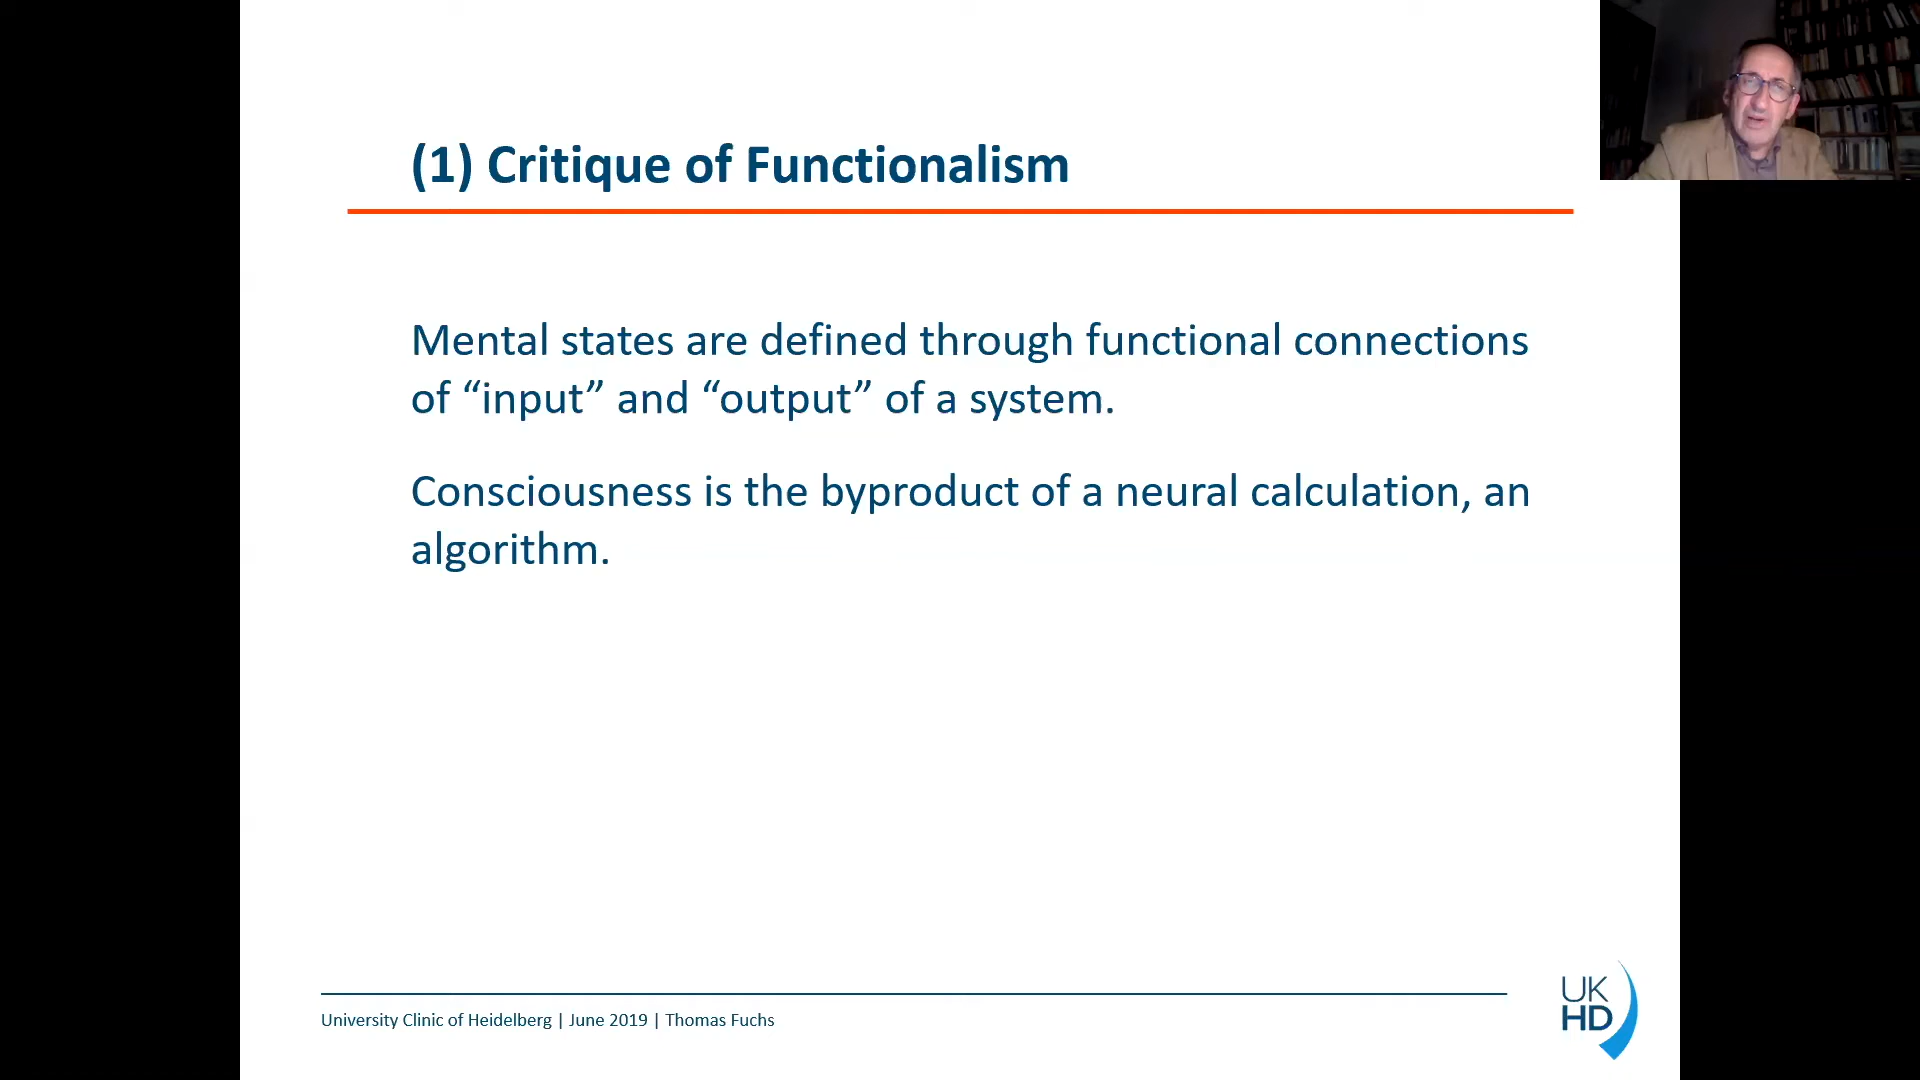 (1) Critique of Functionalism
Mental states are defined through functional connections
of “input” and “output” of a system.
Consciousness is the byproduct of a neural calculation, an
algorithm.
University Clinic of Heidelberg | June 2019 | Thomas Fuchs
UK
HD